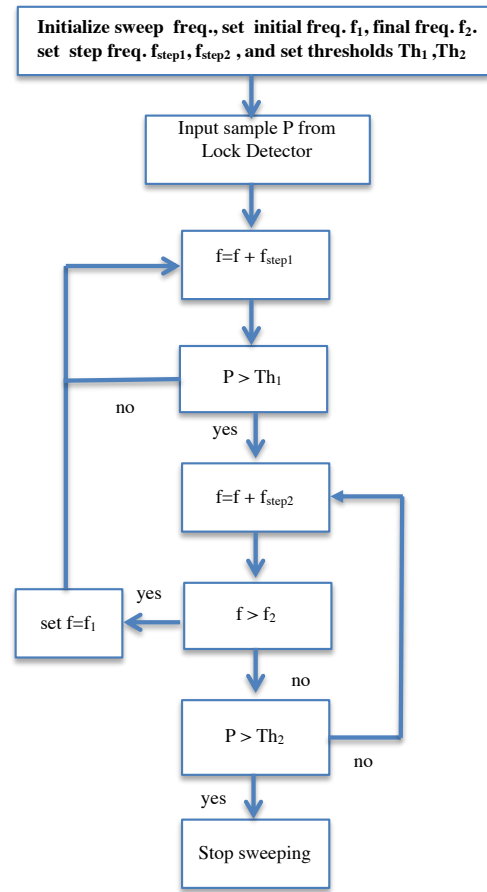 Initialize sweep freq., set initial freq. f₁, final freq. f₂.
set step freq. fstep1, fstep2 , and set thresholds Th₁ ,Th₂
Input sample P from
Lock Detector
f=f + fstep1
P > Th₁
no
yes
f=f + fstep2
yes
set f=f₁
f > f₂
no
P > Th₂
no
yes
Stop sweeping